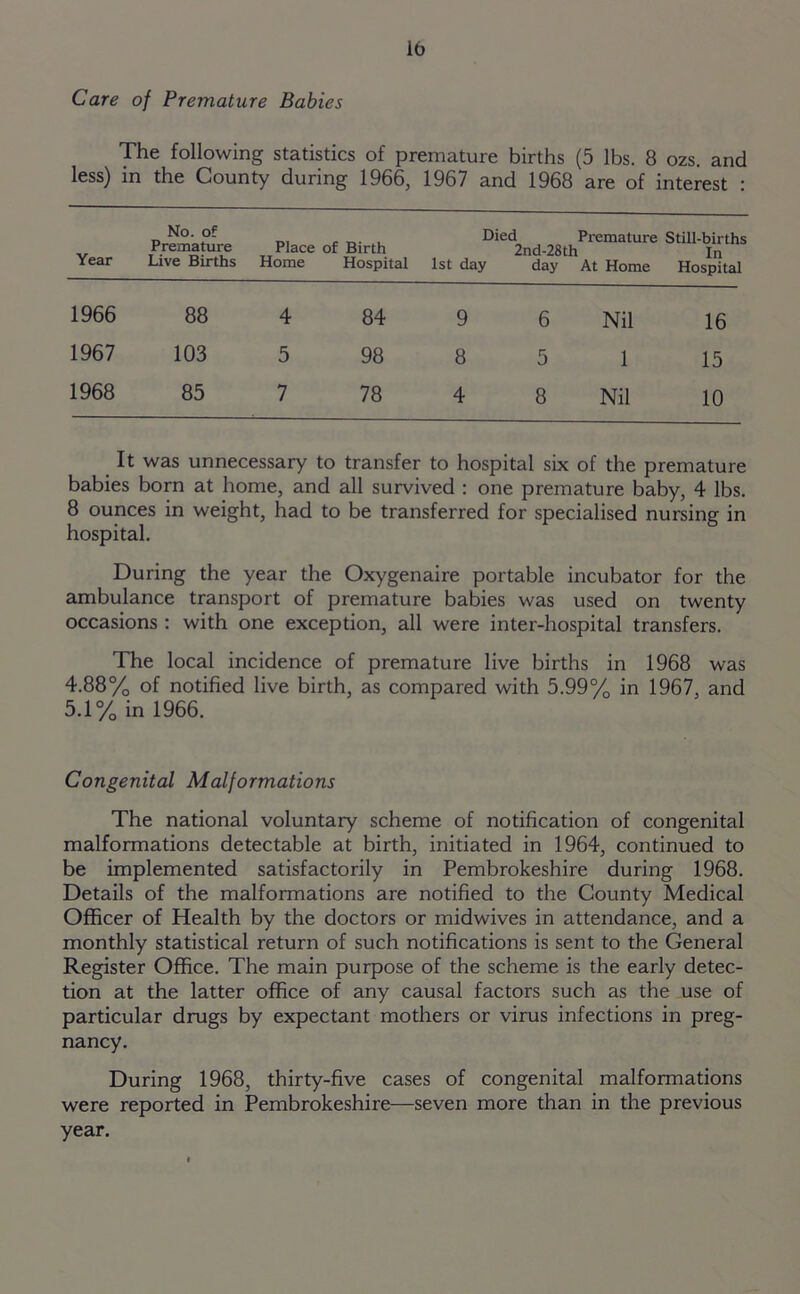 16
Care of Premature Babies
The following statistics of premature births (5 lbs. 8 ozs. and
less) in the County during 1966, 1967 and 1968 are of interest :
No. of Died Premature Still-births
Premature Place of Birth 2nd-28th In
Year Live Births Home Hospital 1st day day At Home Hospital
1966 88 4 84 9 6 Nil 16
1967 103 5 98 8 5 1 15
1968 85 7 78 4 8 Nil 10
It was unnecessary to transfer to hospital six of the premature
babies born at home, and all survived : one premature baby, 4 lbs.
8 ounces in weight, had to be transferred for specialised nursing in
hospital.
During the year the Oxygenaire portable incubator for the
ambulance transport of premature babies was used on twenty
occasions : with one exception, all were inter-hospital transfers.
The local incidence of premature live births in 1968 was
4.88% of notified live birth, as compared with 5.99% in 1967, and
5.1% in 1966.
Congenital Malformations
The national voluntary scheme of notification of congenital
malformations detectable at birth, initiated in 1964, continued to
be implemented satisfactorily in Pembrokeshire during 1968.
Details of the malformations are notified to the County Medical
Officer of Health by the doctors or midwives in attendance, and a
monthly statistical return of such notifications is sent to the General
Register Office. The main purpose of the scheme is the early detec-
tion at the latter office of any causal factors such as the use of
particular drugs by expectant mothers or virus infections in preg-
nancy.
During 1968, thirty-five cases of congenital malformations
were reported in Pembrokeshire—seven more than in the previous
year.